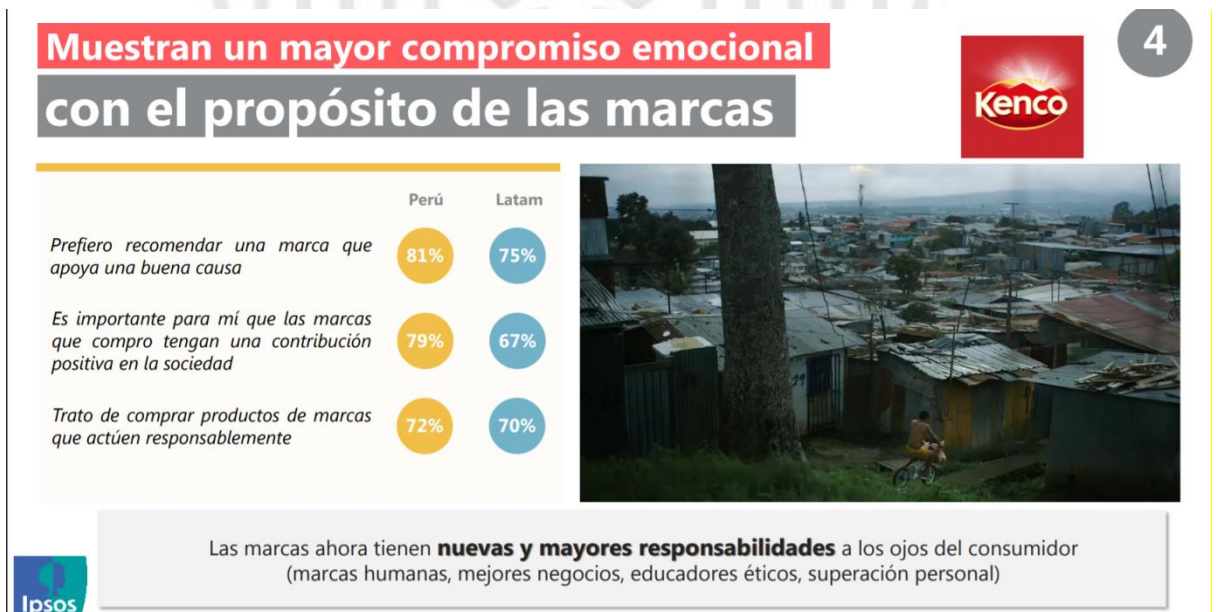 Muestran un mayor compromiso emocional
con el propósito de las marcas
Kenco
4
Perú Latam
Prefiero recomendar una marca que
apoya una buena causa
81% 75%
Es importante para mí que las marcas
que compro tengan una contribución
positiva en la sociedad
79% 67%
Trato de comprar productos de marcas
que actúen responsablemente
72% 70%
Las marcas ahora tienen nuevas y mayores responsabilidades a los ojos del consumidor
(marcas humanas, mejores negocios, educadores éticos, superación personal)
Ipsos